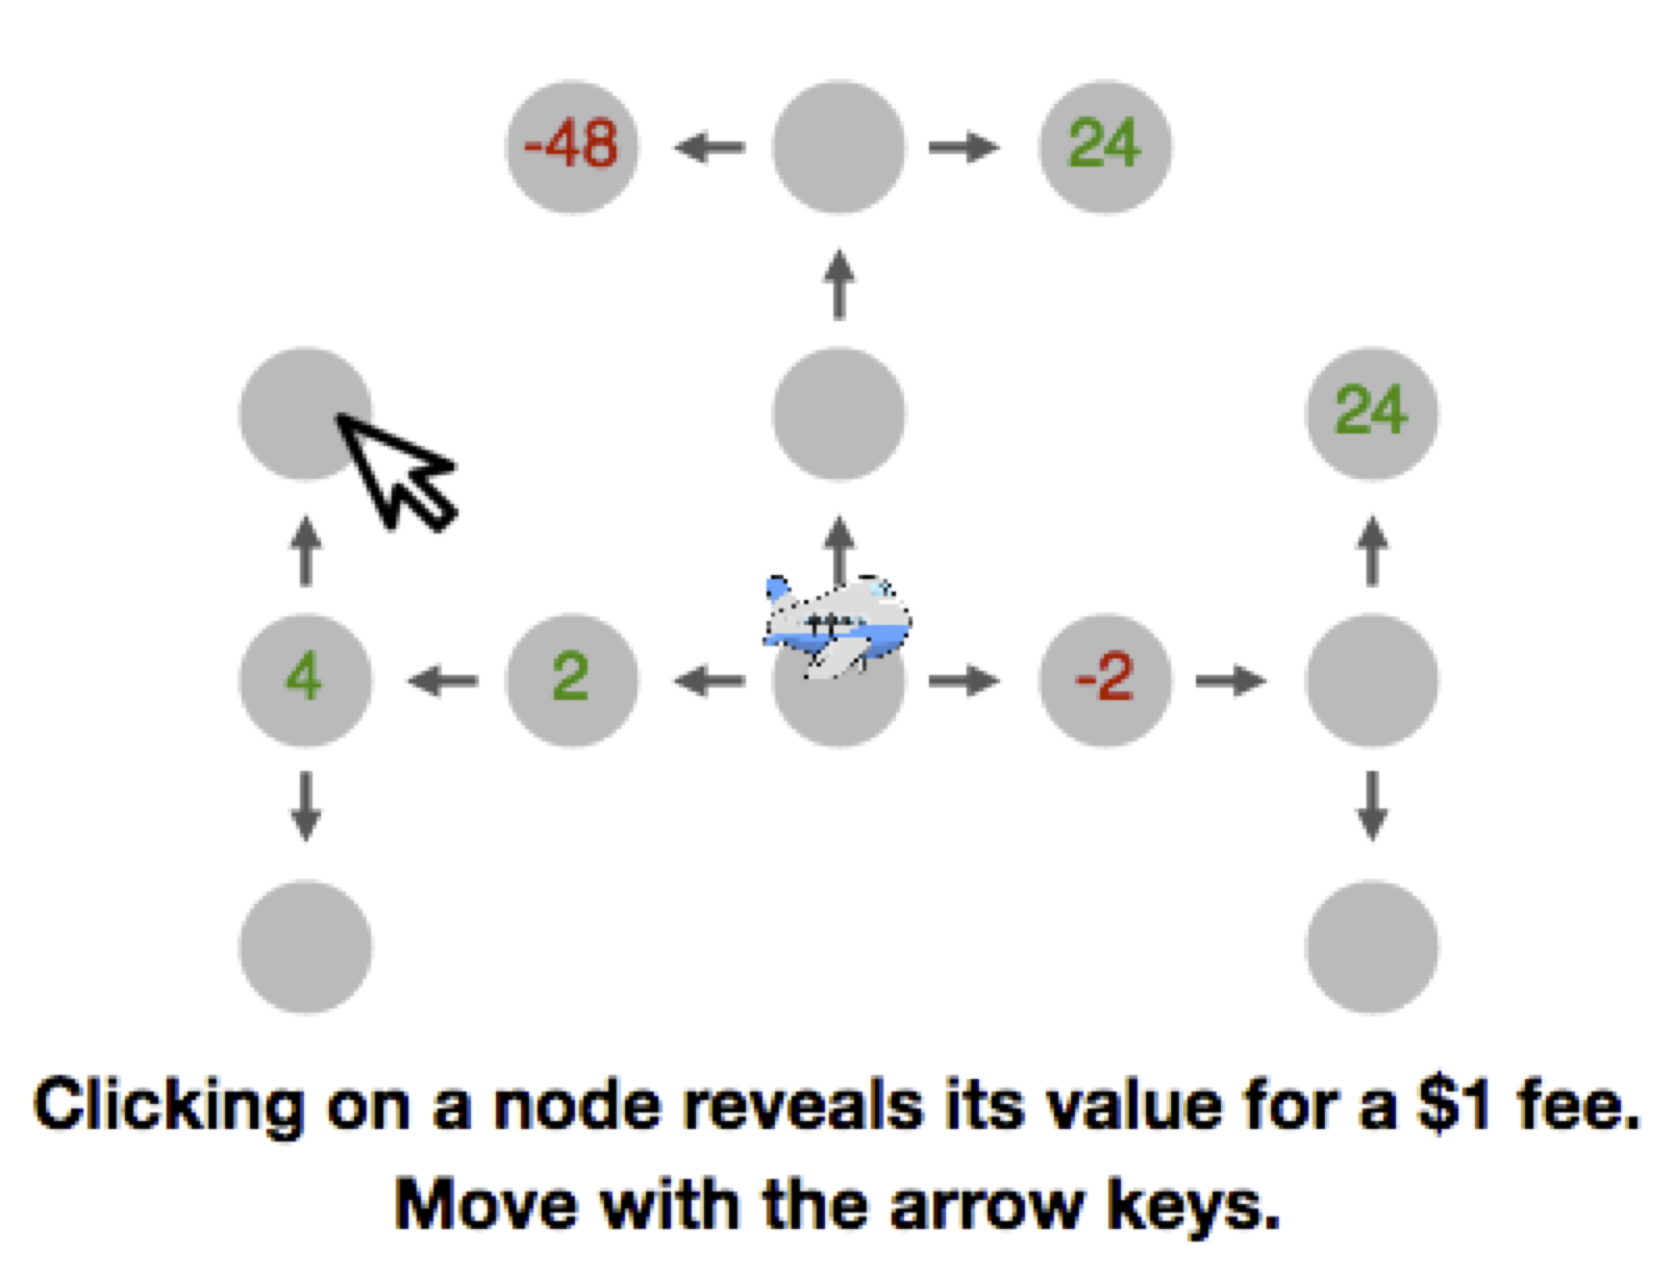 -48 24
24
4 2 -2
Clicking on a node reveals its value for a $1 fee.
Move with the arrow keys.